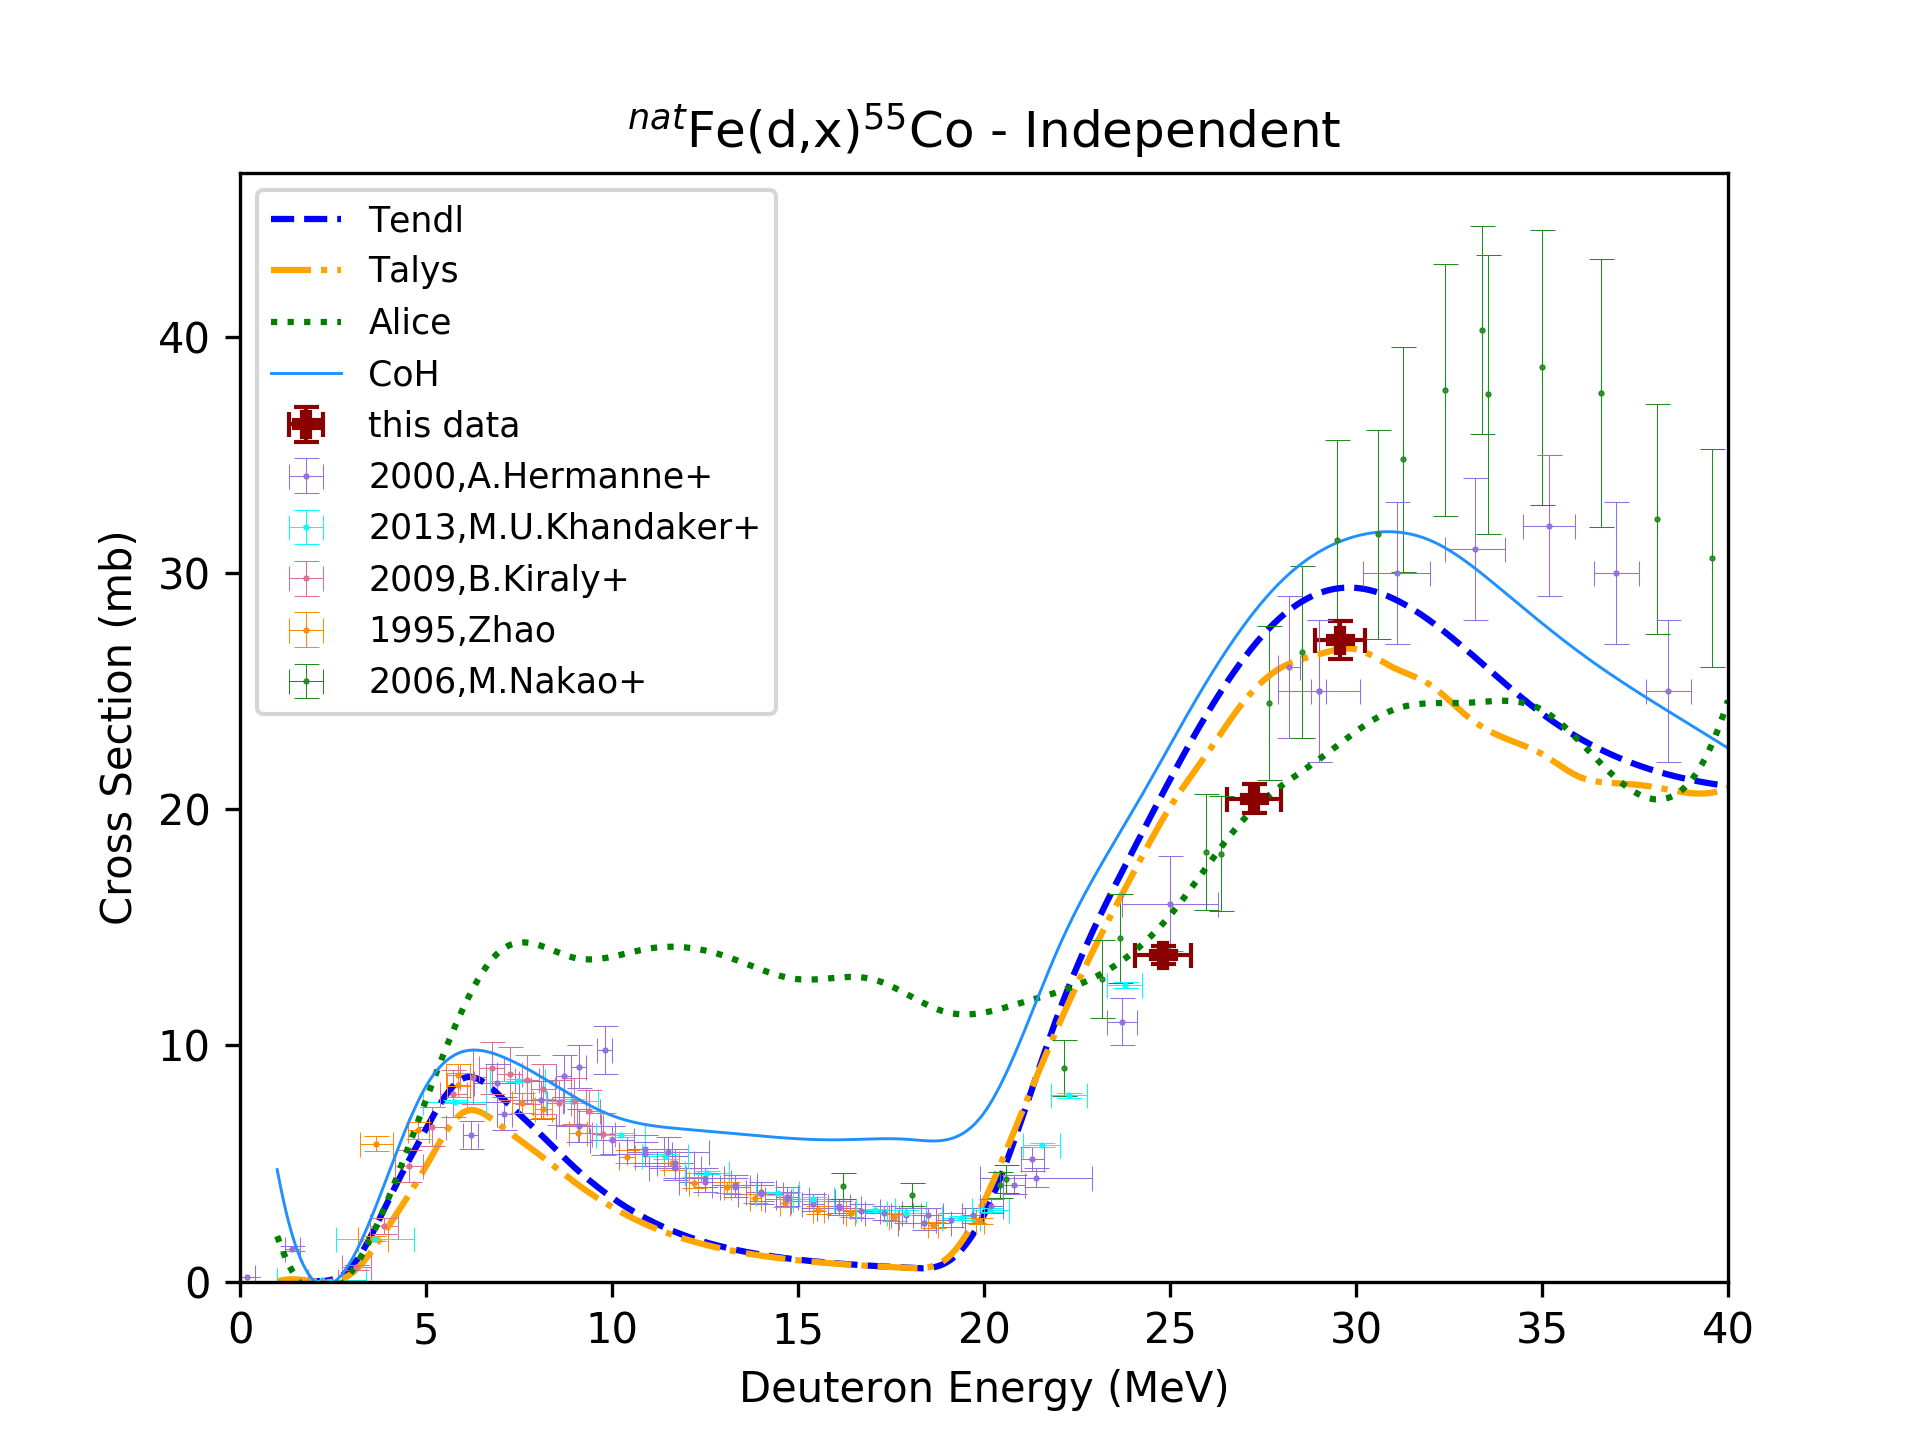 natFe(d,x)55Co - Independent
Tendl
Talys
Alice
CoH
this data
2000,A.Hermanne+
2013,M.U.Khandaker+
2009,B.Kiraly+
1995,Zhao
2006,M.Nakao+
Cross Section (mb)
40
30
20
10
0
0 5 10 15 20 25 30 35 40
Deuteron Energy (MeV)